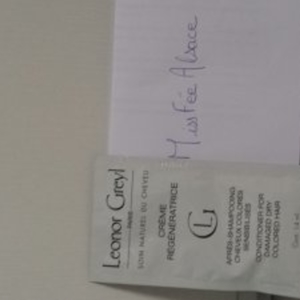 Miss Fée Alsace
Leonor Greyl
PARIS
SOIN NATUREL DU CHEVEU
CRÈME
RÉGÉNÉRATRICE
LG
APRÈS-SHAMPOOING
CHEVEUX COLORÉS
SENSIBILISÉS
CONDITIONER FOR
DAMAGED DRY
COLORED HAIR